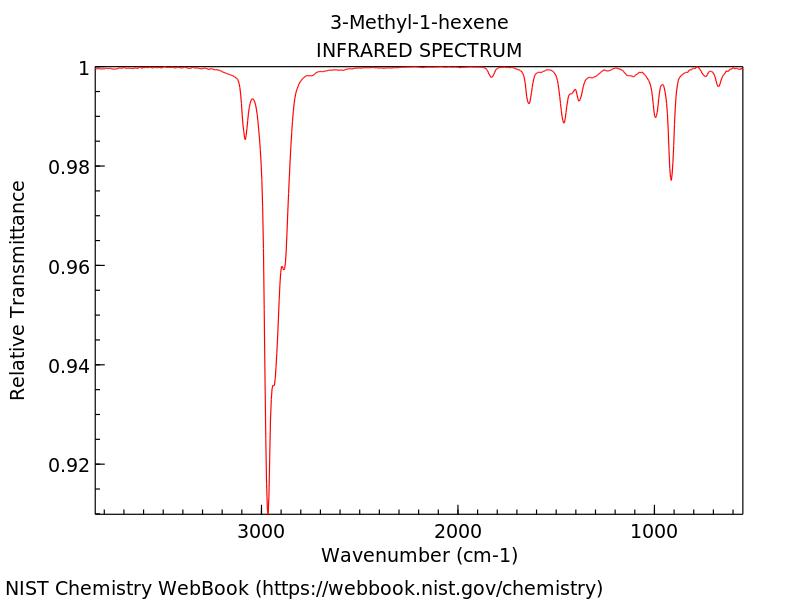 3-Methyl-1-hexene
INFRARED SPECTRUM
1
0.98
0.96
0.94
0.92
Relative Transmittance
3000 2000 1000
Wavenumber (cm-1)
NIST Chemistry WebBook (https://webbook.nist.gov/chemistry)